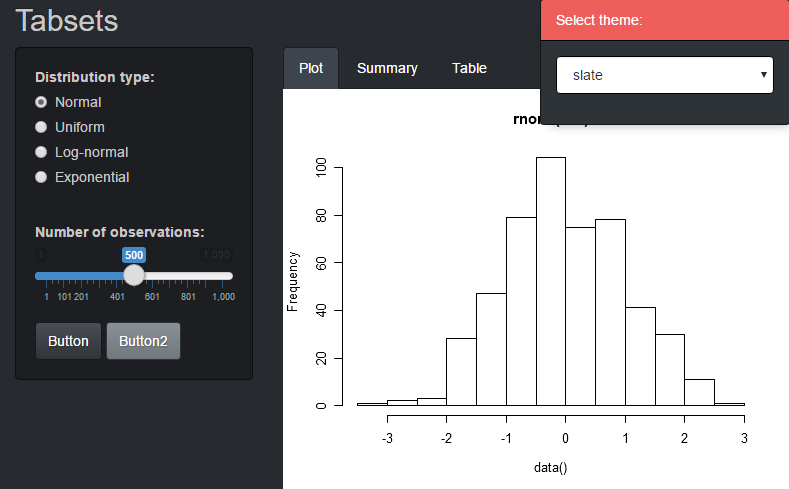 Tabsets
Select theme:
slate
Distribution type:
Normal
Uniform
Log-normal
Exponential
Number of observations:
1 500 1,000
1 101 201 401 601 801 1,000
Button Button2
Plot Summary Table
Frequency
0 20 40 60 80 100
-3 -2 -1 0 1 2 3
data()